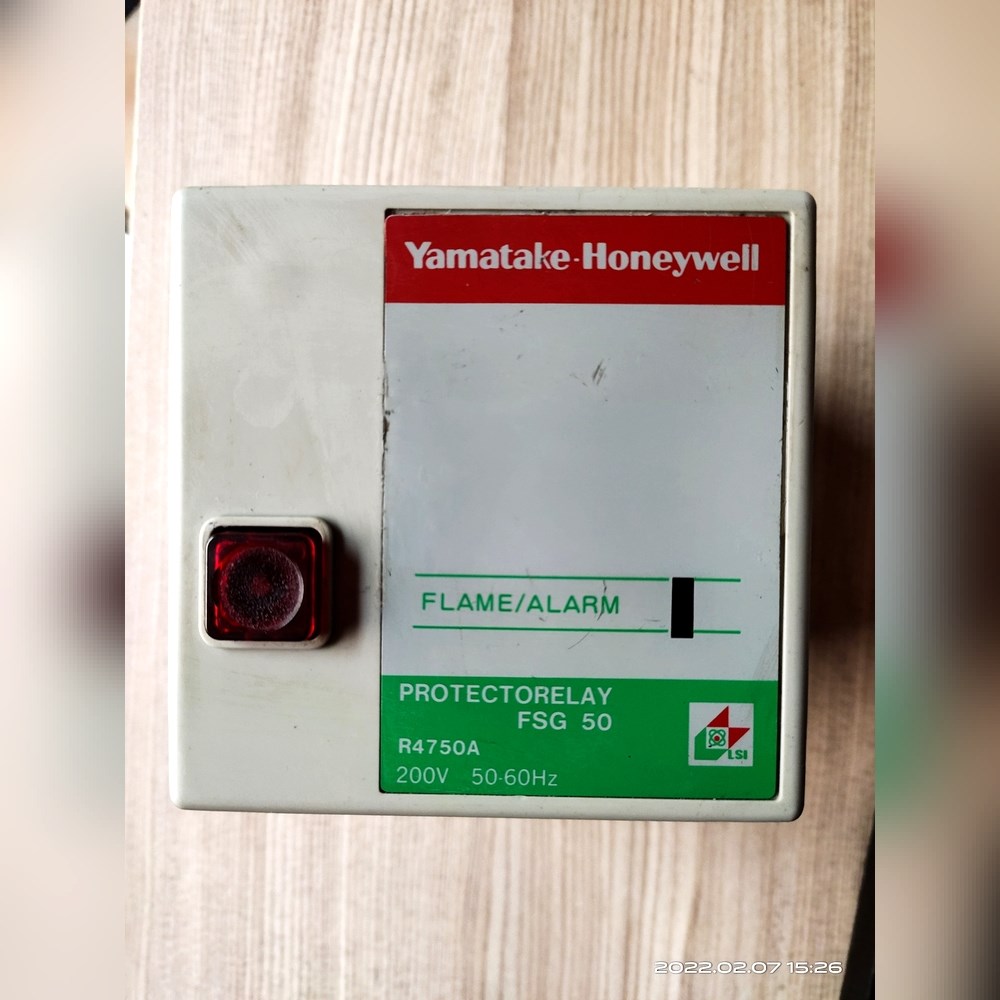 Yamatake-Honeywell
FLAME/ALARM
PROTECTORELAY
FSG 50
R4750A
200V 50-60Hz
LSI
2022.02.07 15:26